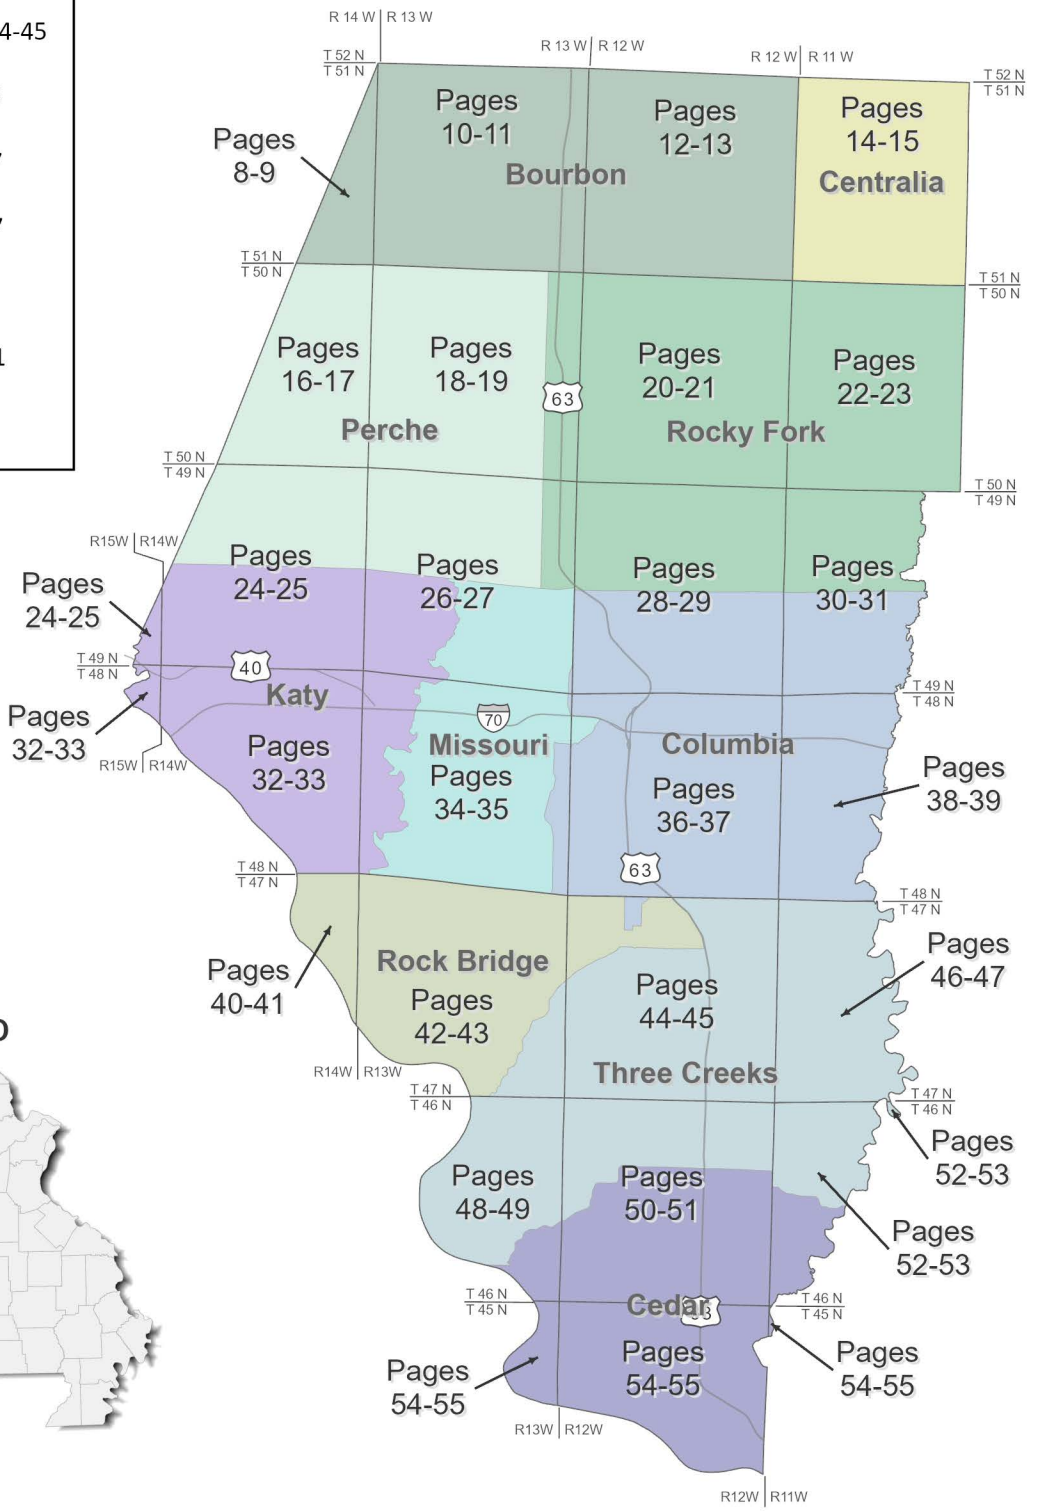 4-45
R 14 W R 13 W
R 13 W R 12 W
R 12 W R 11 W
T 52 N
T 51 N
T 52 N
T 51 N
Pages
10-11
Pages
12-13
Pages
14-15
Pages
8-9
Bourbon
Centralia
T 51 N
T 50 N
T 51 N
T 50 N
Pages
16-17
Pages
18-19
Pages
20-21
Pages
22-23
63
Perche
Rocky Fork
T 50 N
T 49 N
T 50 N
T 49 N
R15W R14W
Pages
24-25
Pages
24-25
Pages
26-27
Pages
28-29
Pages
30-31
T 49 N
T 48 N
40
Katy
T 49 N
T 48 N
Pages
32-33
70
Missouri
Columbia
R15W R14W
Pages
32-33
Pages
34-35
Pages
36-37
Pages
38-39
63
T 48 N
T 47 N
T 48 N
T 47 N
Rock Bridge
Pages
40-41
Pages
42-43
Pages
44-45
Pages
46-47
R14W R13W
Three Creeks
T 47 N
T 46 N
T 47 N
T 46 N
Pages
52-53
Pages
48-49
Pages
50-51
Pages
52-53
T 46 N
T 45 N
Cedar
T 46 N
T 45 N
Pages
54-55
Pages
54-55
Pages
54-55
R13W R12W
R12W R11W